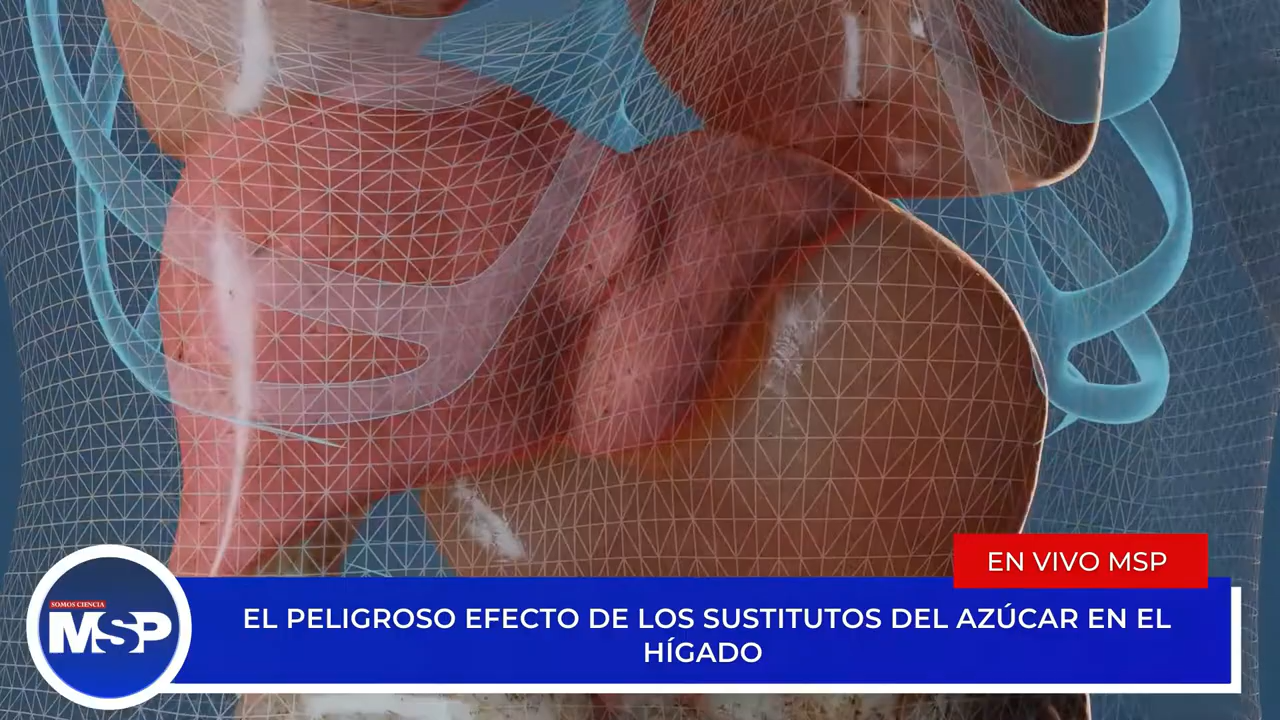 EN VIVO MSP
SOMOS CIENCIA
MSP
EL PELIGROSO EFECTO DE LOS SUSTITUTOS DEL AZÚCAR EN EL
HÍGADO